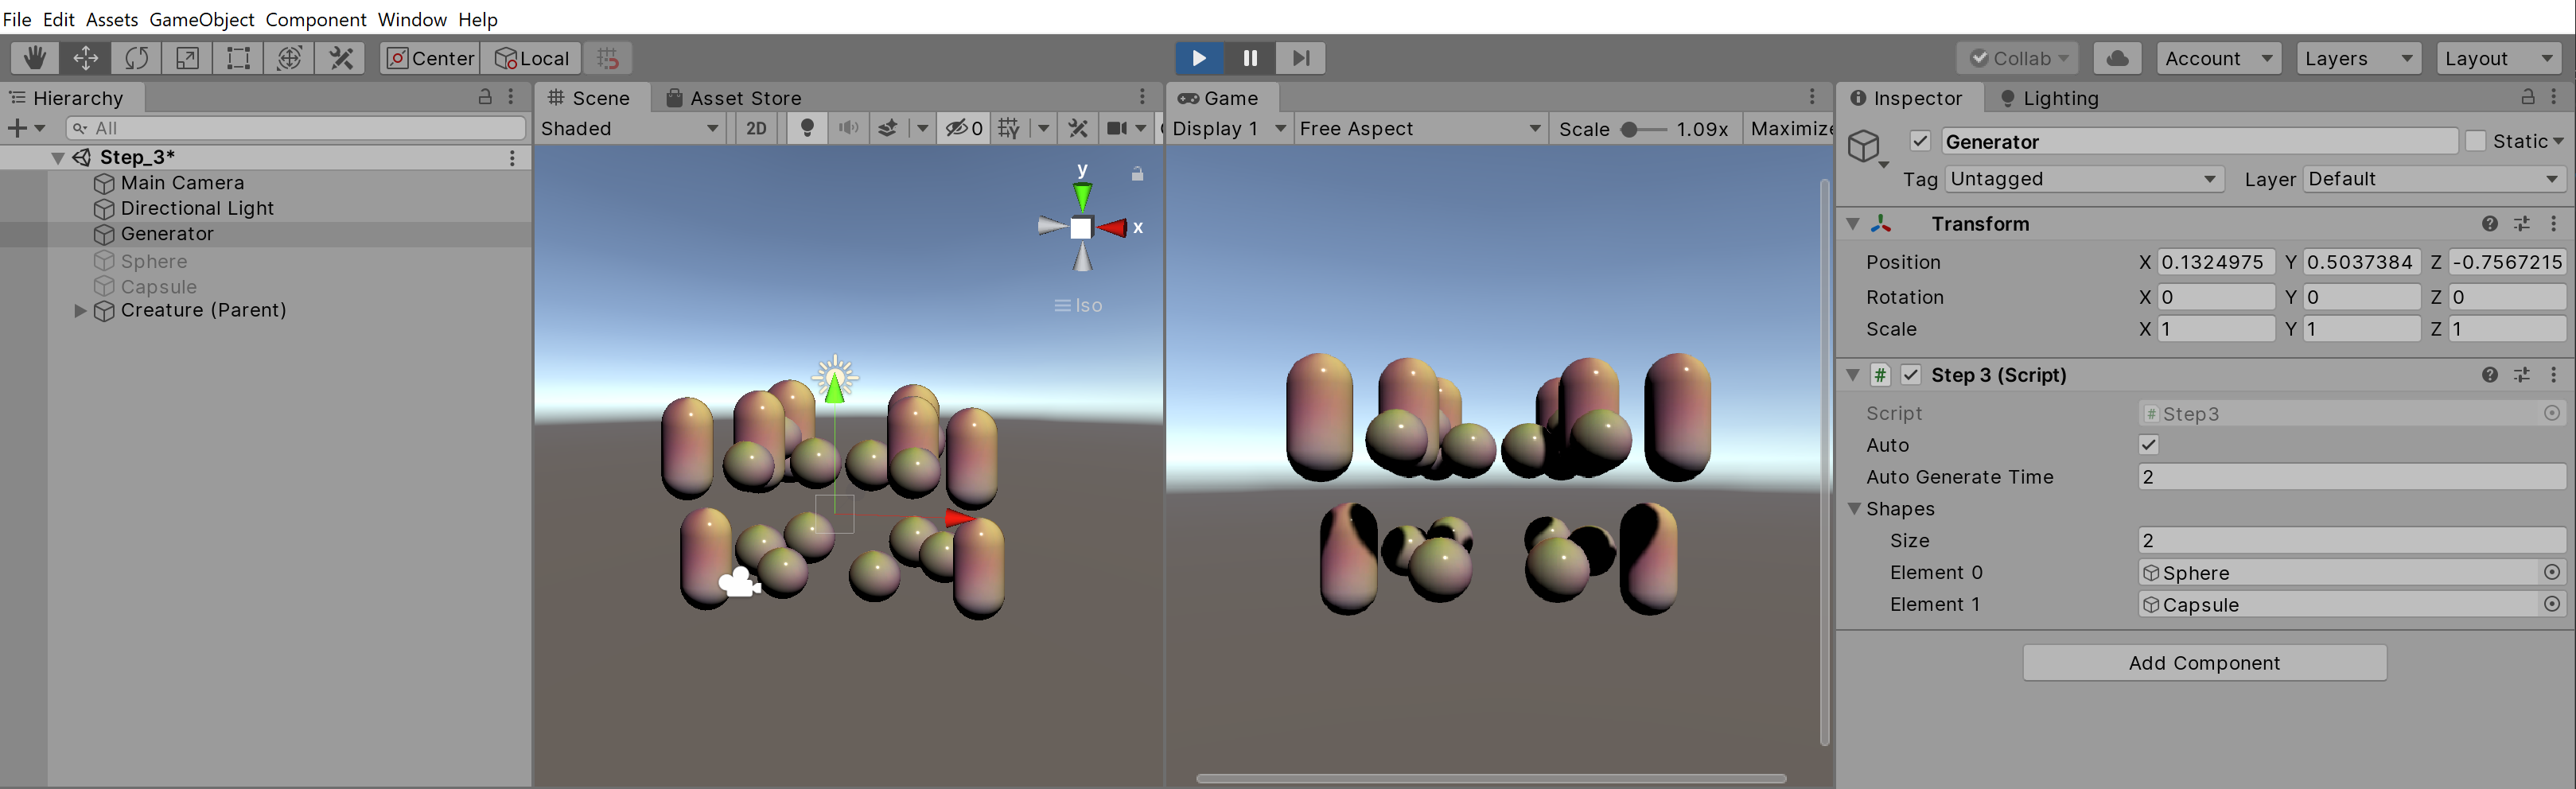 File Edit Assets GameObject Component Window Help
Center Local Collab Account Layers Layout
Hierarchy
All
Step_3*
Main Camera
Directional Light
Generator
Sphere
Capsule
Creature (Parent)
Scene Asset Store
Shaded 2D 0
y
x
Iso
Game
Display 1 Free Aspect Scale 1.09x Maximize
Inspector Lighting
Generator Static
Tag Untagged Layer Default
Transform
Position X 0.1324975 Y 0.5037384 Z -0.7567215
Rotation X 0 Y 0 Z 0
Scale X 1 Y 1 Z 1
# Step 3 (Script)
Script # Step3
Auto
Auto Generate Time 2
Shapes
Size 2
Element 0 Sphere
Element 1 Capsule
Add Component